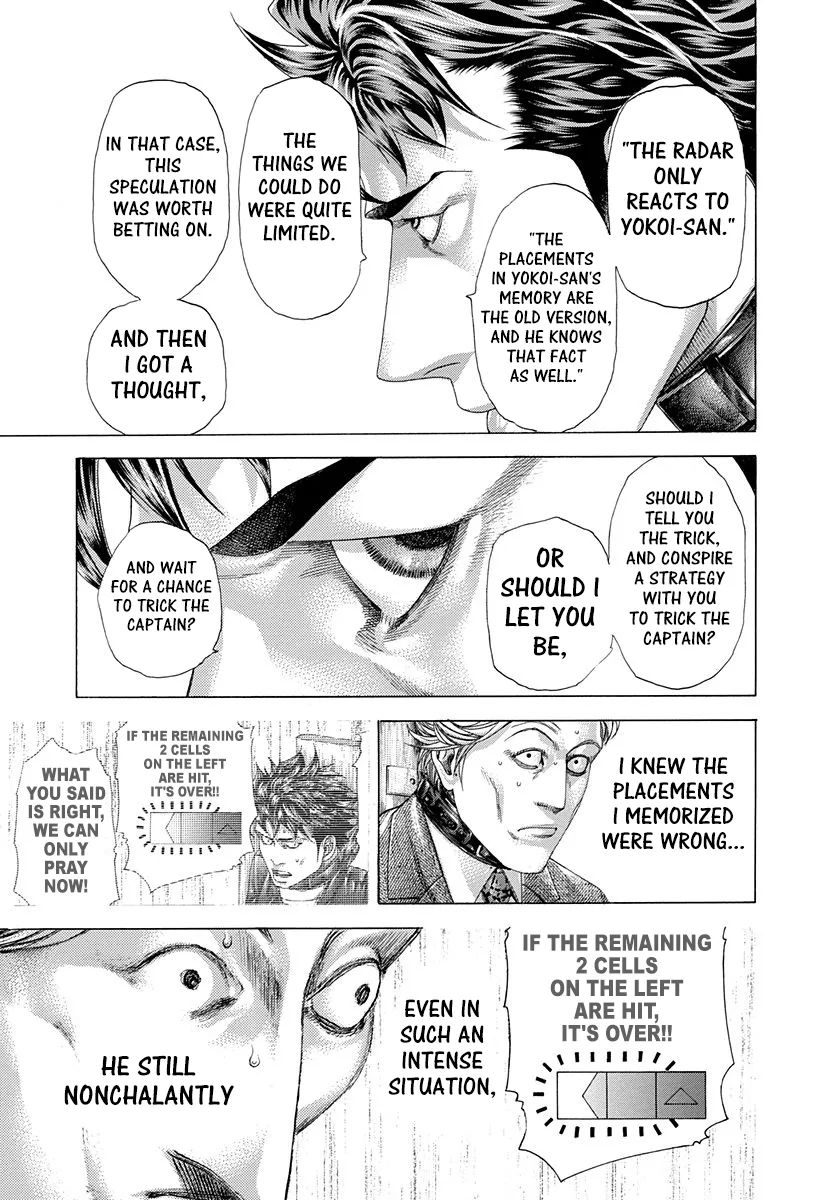 "THE RADAR
ONLY
REACTS TO
YOKOI-SAN."
"THE
PLACEMENTS
IN YOKOI-SAN'S
MEMORY ARE
THE OLD VERSION,
AND HE KNOWS
THAT FACT
AS WELL."
THE
THINGS WE
COULD DO
WERE QUITE
LIMITED.
IN THAT CASE,
THIS
SPECULATION
WAS WORTH
BETTING ON.
AND THEN
I GOT A
THOUGHT,
SHOULD I
TELL YOU
THE TRICK,
AND CONSPIRE
A STRATEGY
WITH YOU
TO TRICK THE
CAPTAIN?
OR
SHOULD I
LET YOU
BE,
AND WAIT
FOR A CHANCE
TO TRICK THE
CAPTAIN?
I KNEW THE
PLACEMENTS
I MEMORIZED
WERE WRONG...
IF THE REMAINING
2 CELLS
ON THE LEFT
ARE HIT,
IT'S OVER!!
WHAT
YOU SAID
IS RIGHT,
WE CAN
ONLY
PRAY
NOW!
IF THE REMAINING
2 CELLS
ON THE LEFT
ARE HIT,
IT'S OVER!!
EVEN IN
SUCH AN
INTENSE
SITUATION,
HE STILL
NONCHALANTLY